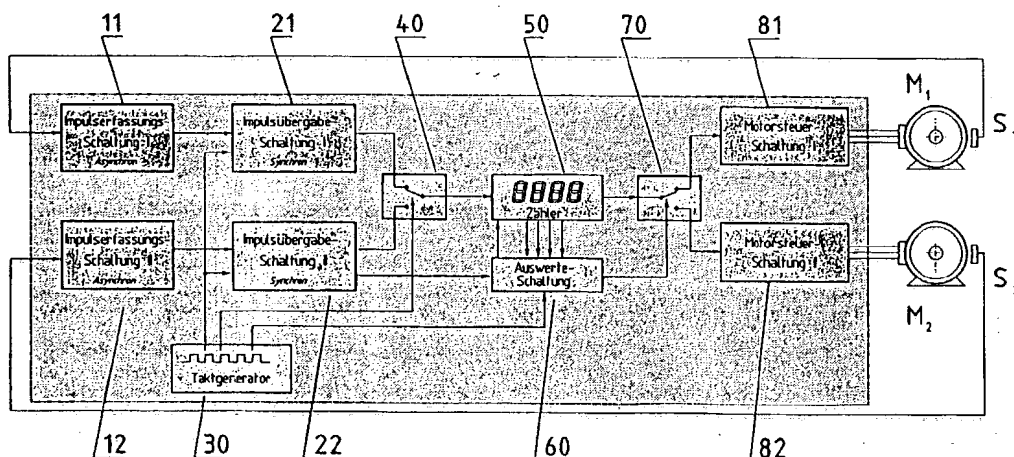 11
21
40
50
70
81
Impulserfassungs-
Schaltung I
Asynchron
Impulsübergabe-
Schaltung I
Synchron
8888
Zähler
Motorsteuer
Schaltung I
M1
S
Impulserfassungs-
Schaltung II
Asynchron
Impulsübergabe-
Schaltung II
Synchron
Auswerte-
Schaltung
Motorsteuer
Schaltung II
M2
S
Taktgenerator
12
30
22
60
82